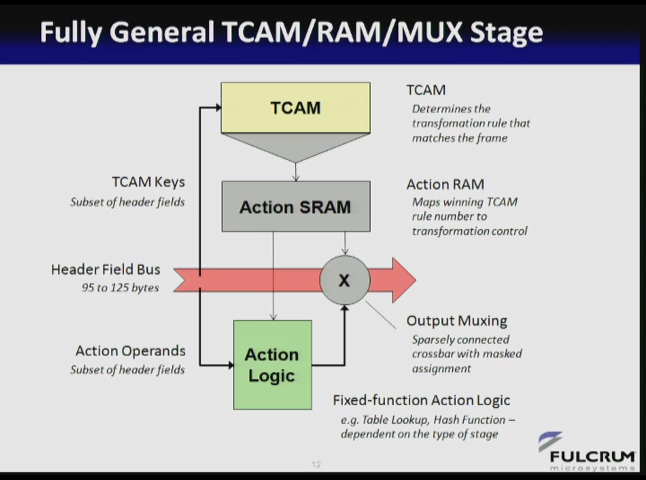 Fully General TCAM/RAM/MUX Stage
TCAM
TCAM
Determines the
transfomation rule that
matches the frame
TCAM Keys
Subset of header fields
Action SRAM
Action RAM
Maps winning TCAM
rule number to
transformation control
Header Field Bus
95 to 125 bytes
X
Action Operands
Subset of header fields
Action
Logic
Output Muxing
Sparsely connected
crossbar with masked
assignment
Fixed-function Action Logic
e.g. Table Lookup, Hash Function –
dependent on the type of stage
12
FULCRUM
microsystems